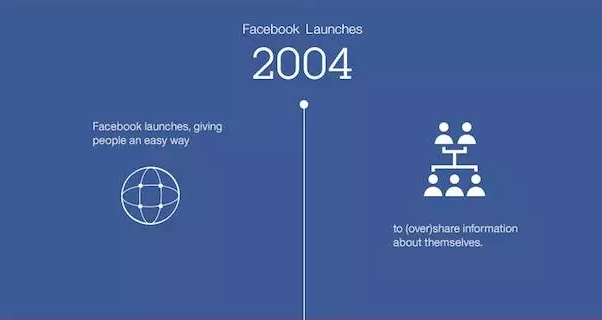 Facebook Launches
2004
Facebook launches, giving
people an easy way
to (over)share information
about themselves.